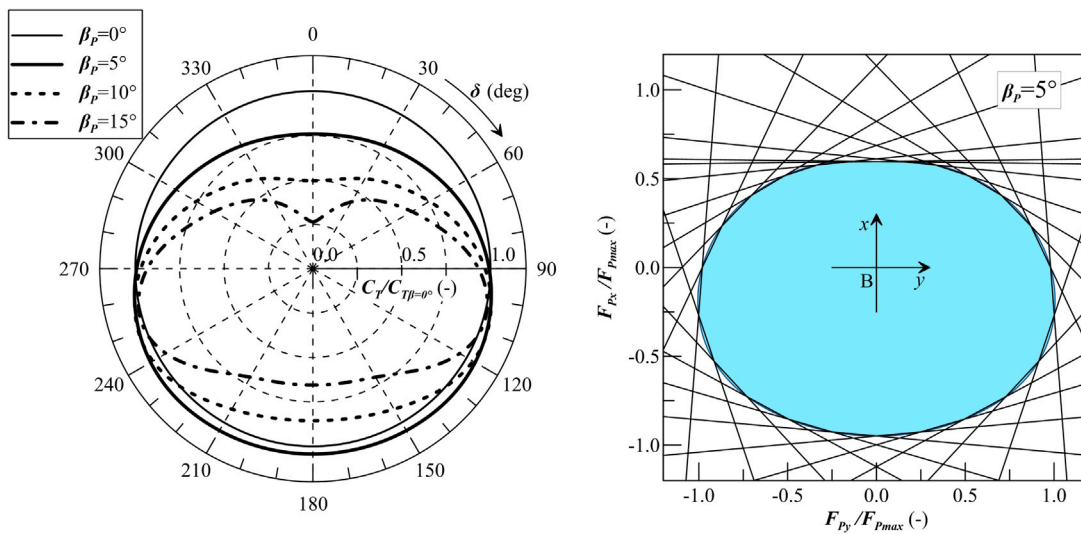 β_P=0°
β_P=5°
β_P=10°
β_P=15°
0
30
60
90
120
150
180
210
240
270
300
330
δ (deg)
0.0 0.5 1.0
C_T/C_Tβ=0° (-)
β_P=5°
x
y
B
1.0
0.5
0.0
-0.5
-1.0
F_Px/F_Pmax (-)
-1.0 -0.5 0.0 0.5 1.0
F_Py/F_Pmax (-)